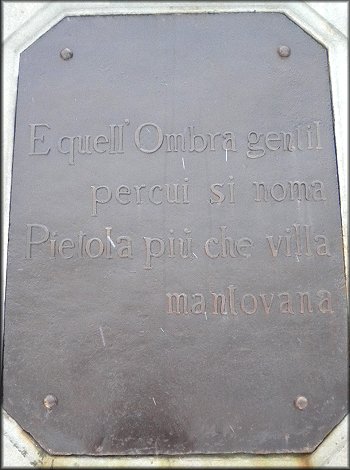 E quell'Ombra gentil
percui si noma
Pietola più che villa
mantovana